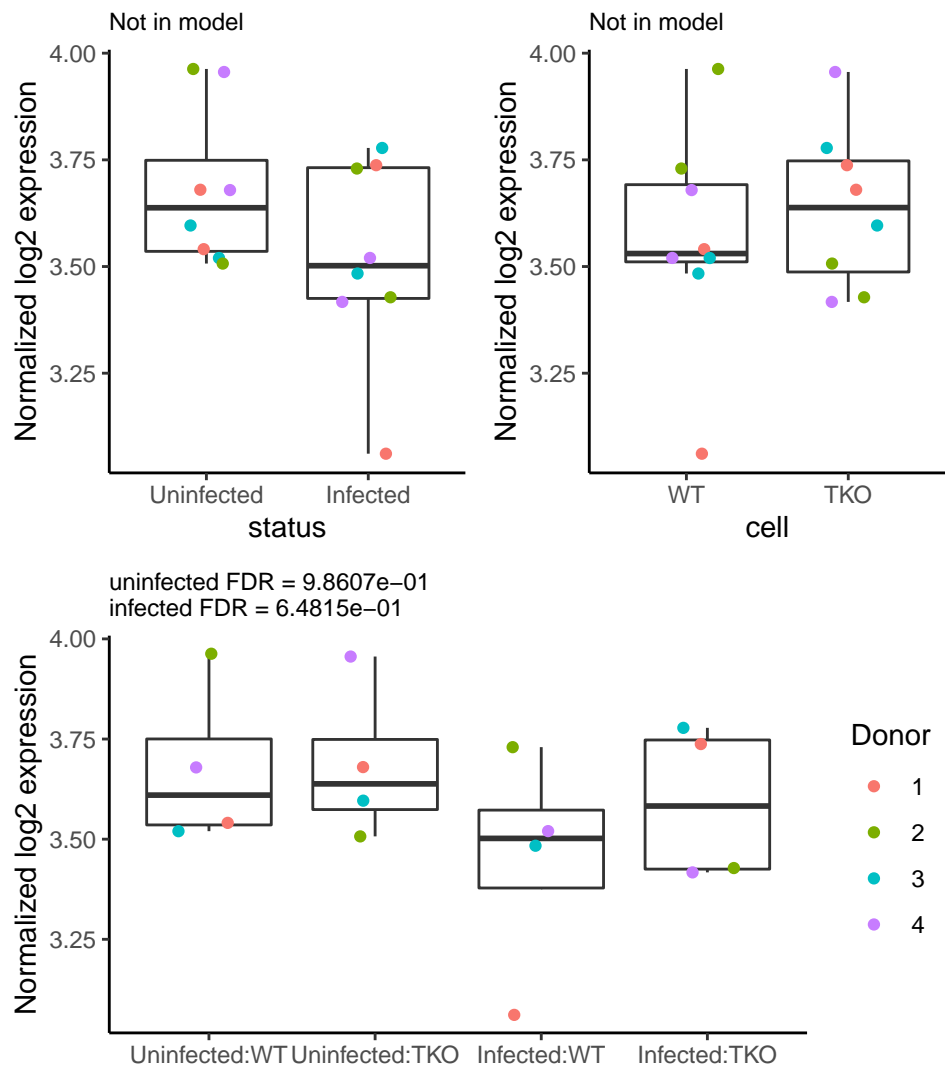 Not in model
Normalized log2 expression
4.00
3.75
3.50
3.25
Uninfected Infected
status
Not in model
Normalized log2 expression
4.00
3.75
3.50
3.25
WT TKO
cell
uninfected FDR = 9.8607e−01
infected FDR = 6.4815e−01
Normalized log2 expression
4.00
3.75
3.50
3.25
Uninfected:WT Uninfected:TKO Infected:WT Infected:TKO
Donor
1
2
3
4